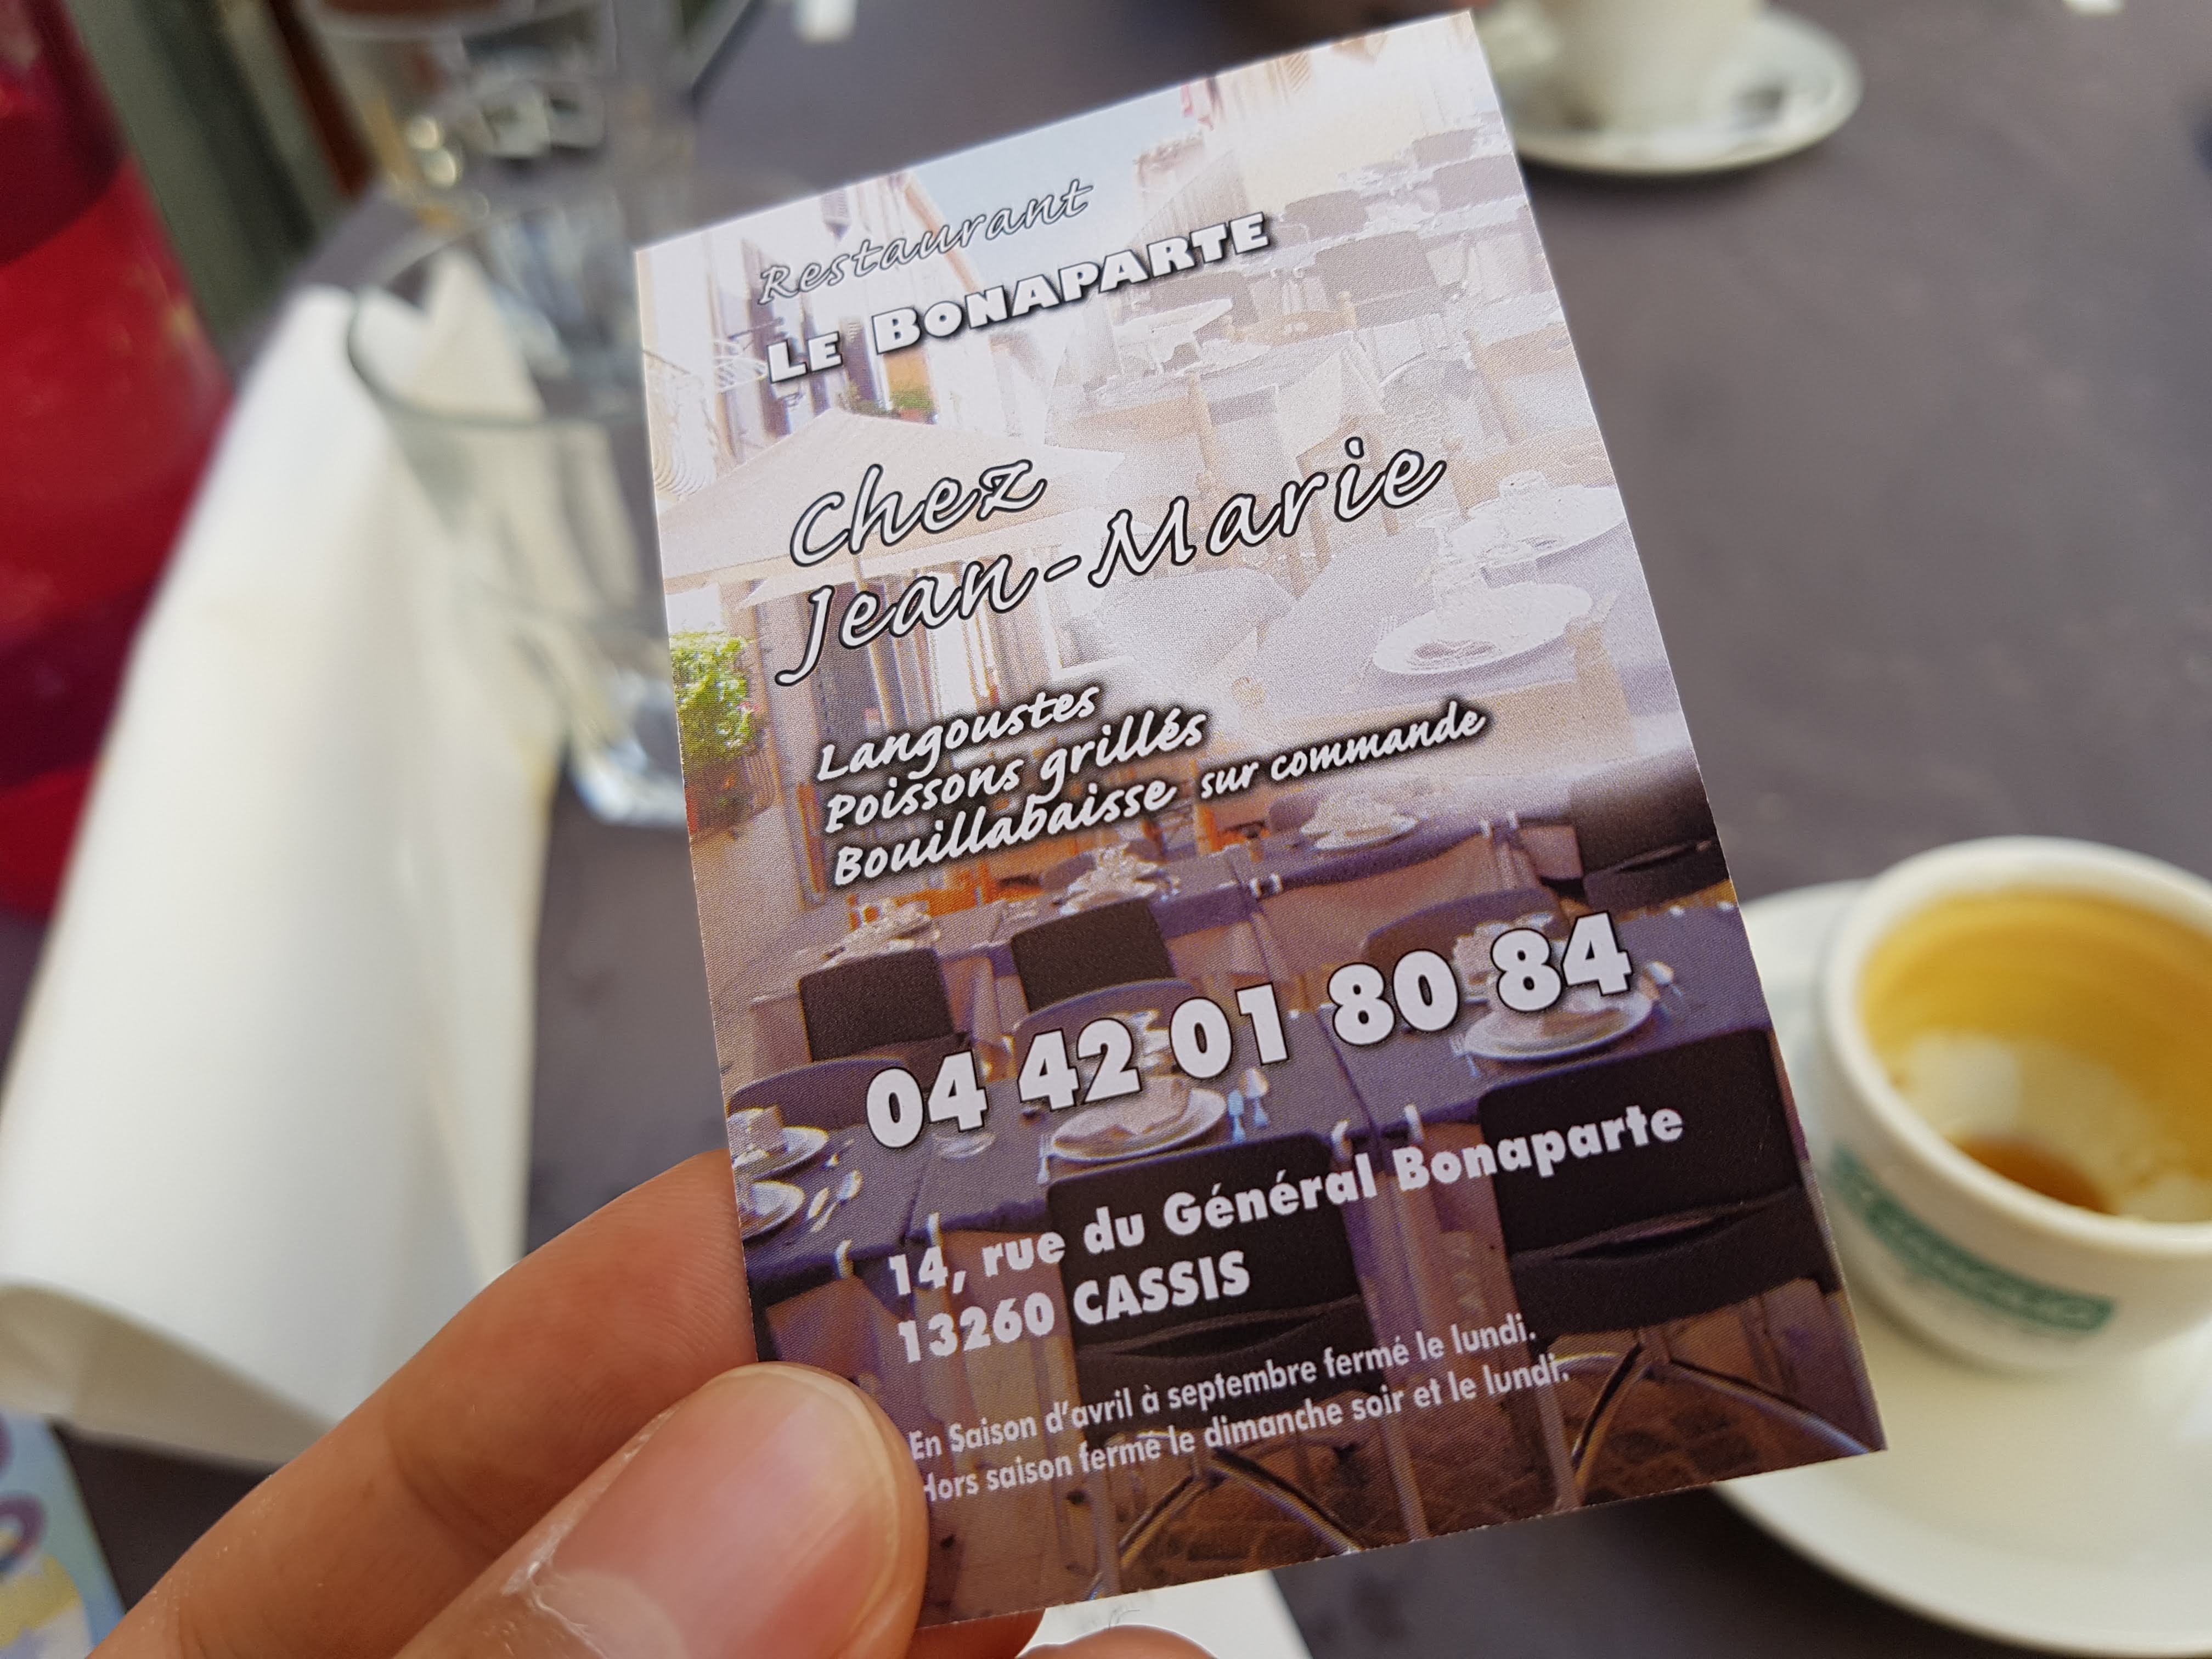 Restaurant
LE BONAPARTE
Chez
Jean-Marie
Langoustes
Poissons grillés
Bouillabaisse sur commande
04 42 01 80 84
14, rue du Général Bonaparte
13260 CASSIS
En Saison d'avril à septembre fermé le lundi.
Hors saison fermé le dimanche soir et le lundi.